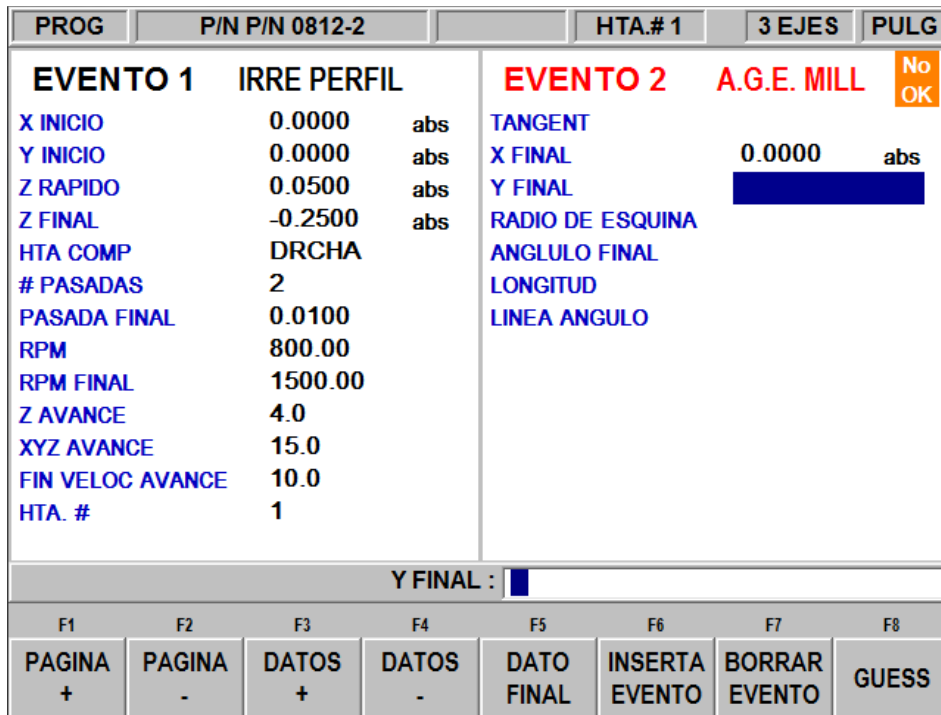 PROG P/N P/N 0812-2 HTA.# 1 3 EJES PULG
EVENTO 1 IRRE PERFIL
X INICIO 0.0000 abs
Y INICIO 0.0000 abs
Z RAPIDO 0.0500 abs
Z FINAL -0.2500 abs
HTA COMP DRCHA
# PASADAS 2
PASADA FINAL 0.0100
RPM 800.00
RPM FINAL 1500.00
Z AVANCE 4.0
XYZ AVANCE 15.0
FIN VELOC AVANCE 10.0
HTA. # 1
EVENTO 2 A.G.E. MILL No OK
TANGENT
X FINAL 0.0000 abs
Y FINAL
RADIO DE ESQUINA
ANGLULO FINAL
LONGITUD
LINEA ANGULO
Y FINAL :
F1 F2 F3 F4 F5 F6 F7 F8
PAGINA + PAGINA - DATOS + DATOS - DATO FINAL INSERTA EVENTO BORRAR EVENTO GUESS